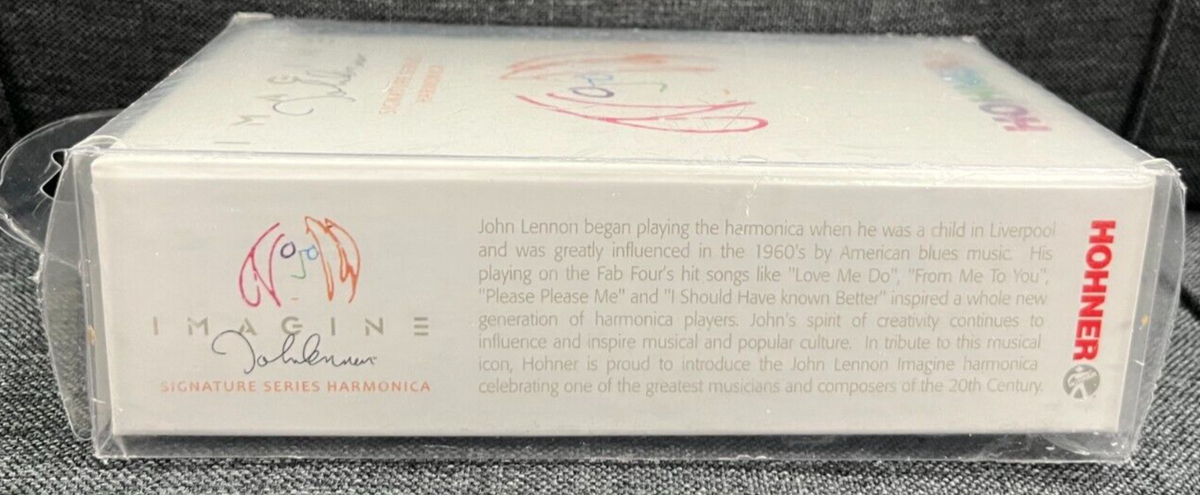 IMAGINE
SIGNATURE SERIES
HARMONICA
HOHNER
IMAGINE
John Lennon
SIGNATURE SERIES HARMONICA
John Lennon began playing the harmonica when he was a child in Liverpool
and was greatly influenced in the 1960's by American blues music. His
playing on the Fab Four's hit songs like "Love Me Do", "From Me To You",
"Please Please Me" and "I Should Have known Better" inspired a whole new
generation of harmonica players. John's spirit of creativity continues to
influence and inspire musical and popular culture. In tribute to this musical
icon, Hohner is proud to introduce the John Lennon Imagine harmonica
celebrating one of the greatest musicians and composers of the 20th Century.
HOHNER